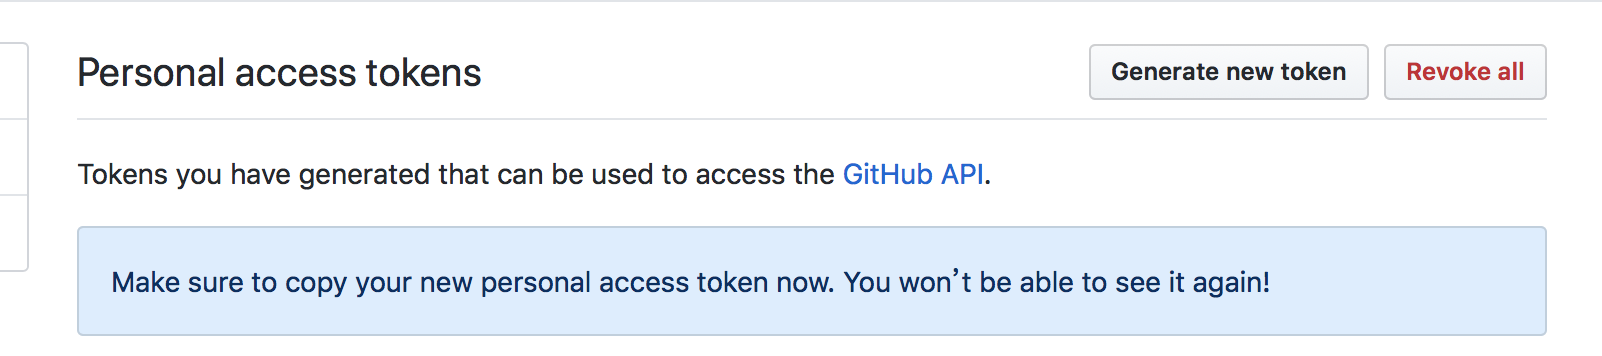 Personal access tokens
Generate new token
Revoke all
Tokens you have generated that can be used to access the GitHub API.
Make sure to copy your new personal access token now. You won’t be able to see it again!